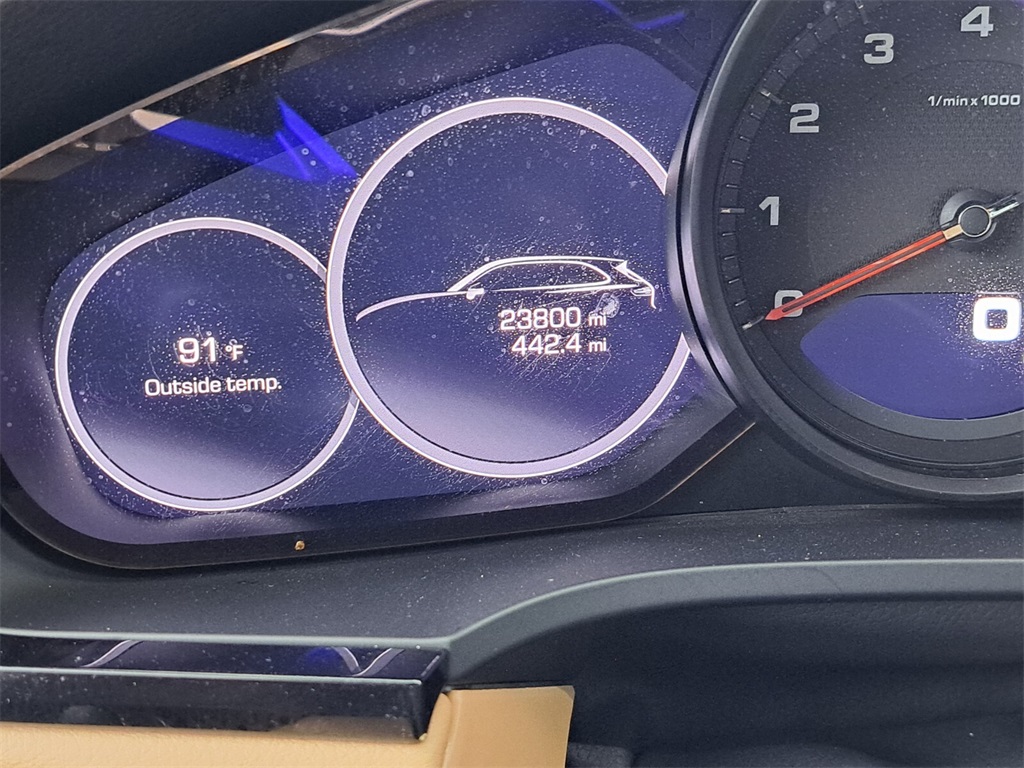 91 °F
Outside temp.
23800 mi
442.4 mi
4
3
2
1
0
1/min x 1000
0